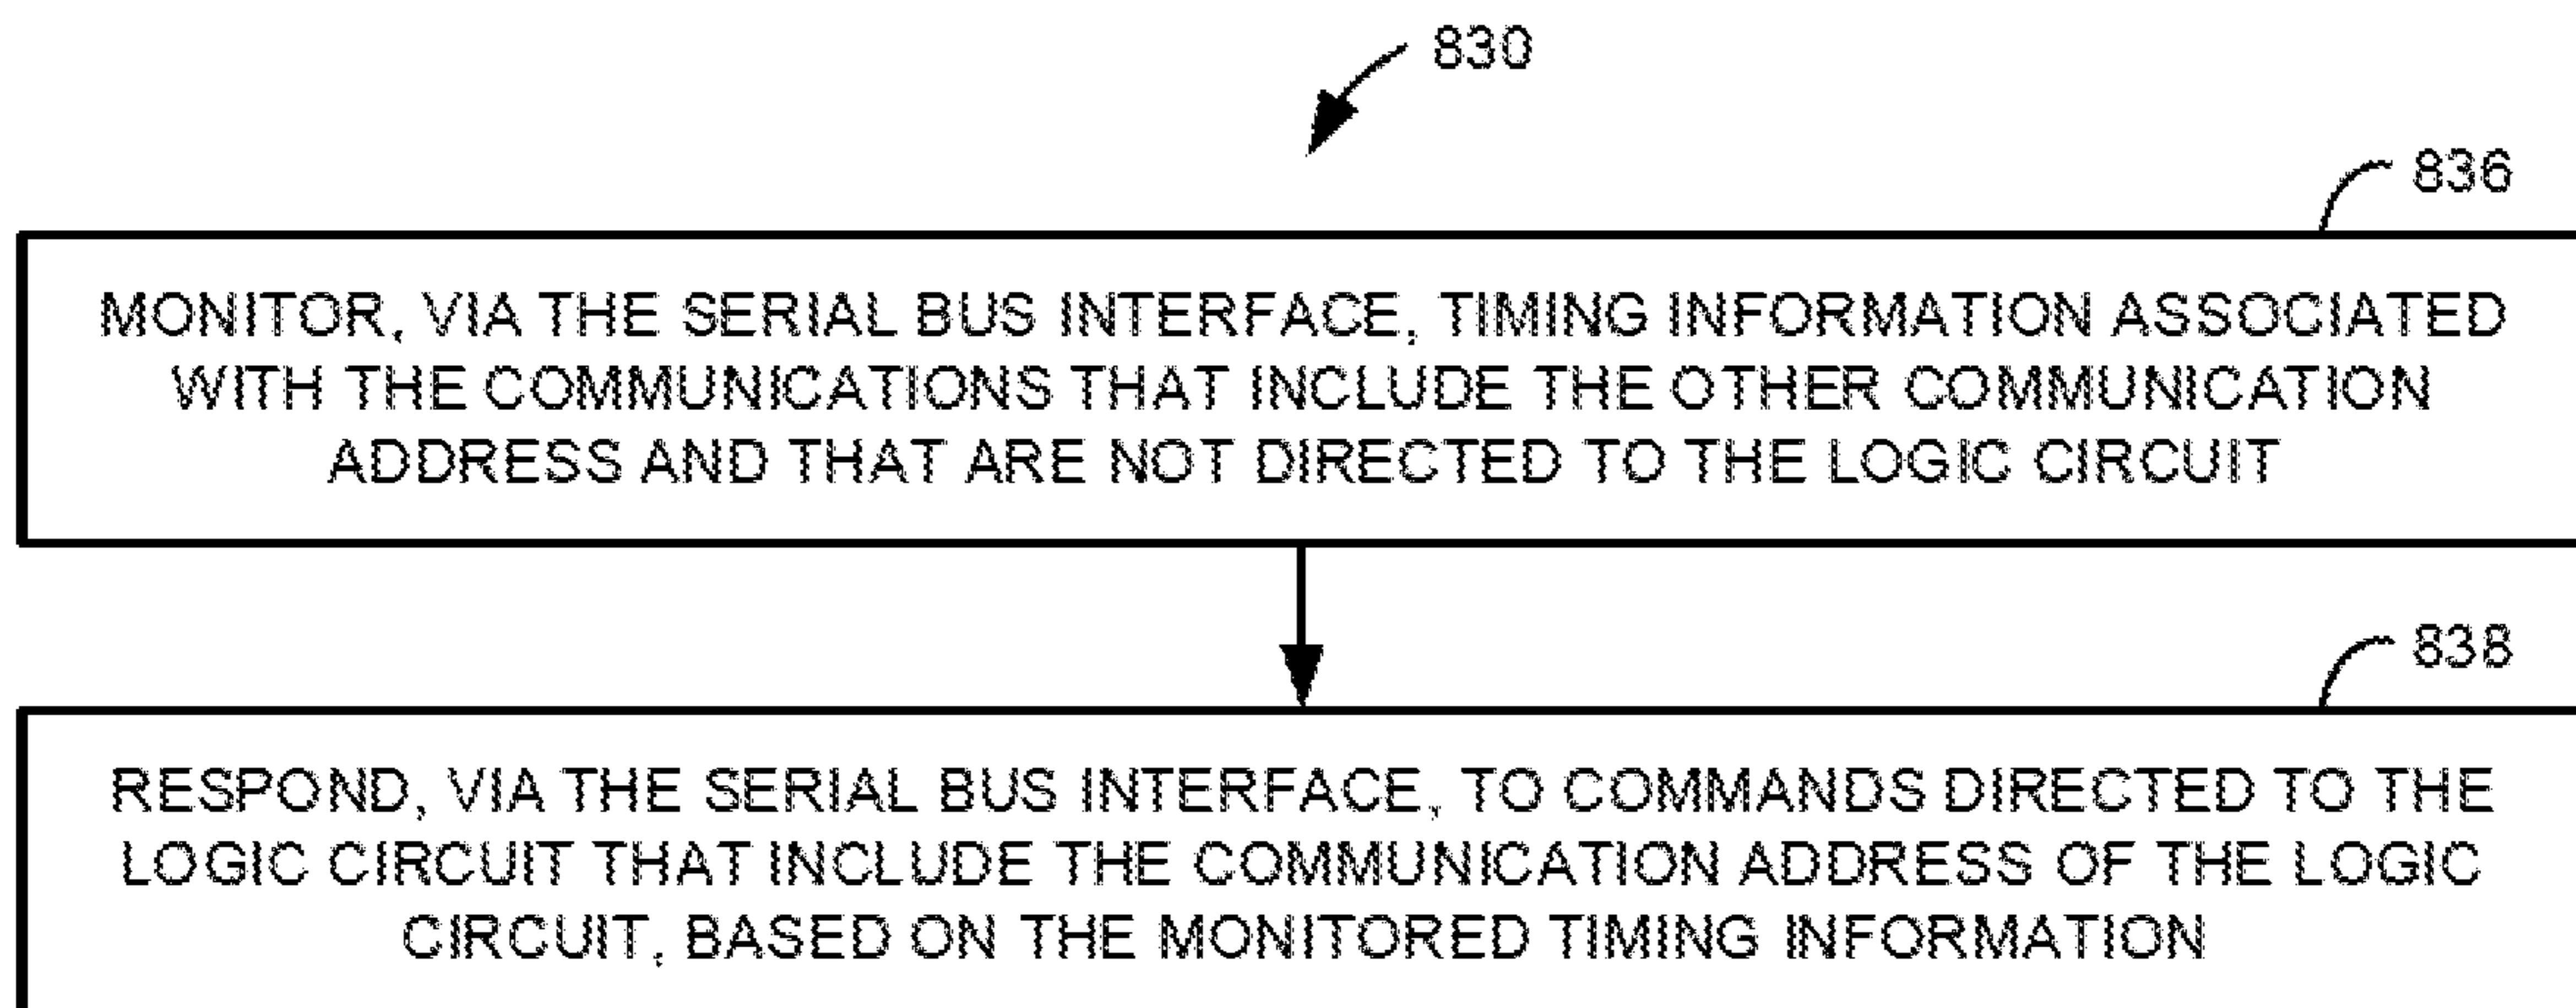 830
836
MONITOR, VIA THE SERIAL BUS INTERFACE, TIMING INFORMATION ASSOCIATED
WITH THE COMMUNICATIONS THAT INCLUDE THE OTHER COMMUNICATION
ADDRESS AND THAT ARE NOT DIRECTED TO THE LOGIC CIRCUIT
838
RESPOND, VIA THE SERIAL BUS INTERFACE, TO COMMANDS DIRECTED TO THE
LOGIC CIRCUIT THAT INCLUDE THE COMMUNICATION ADDRESS OF THE LOGIC
CIRCUIT, BASED ON THE MONITORED TIMING INFORMATION